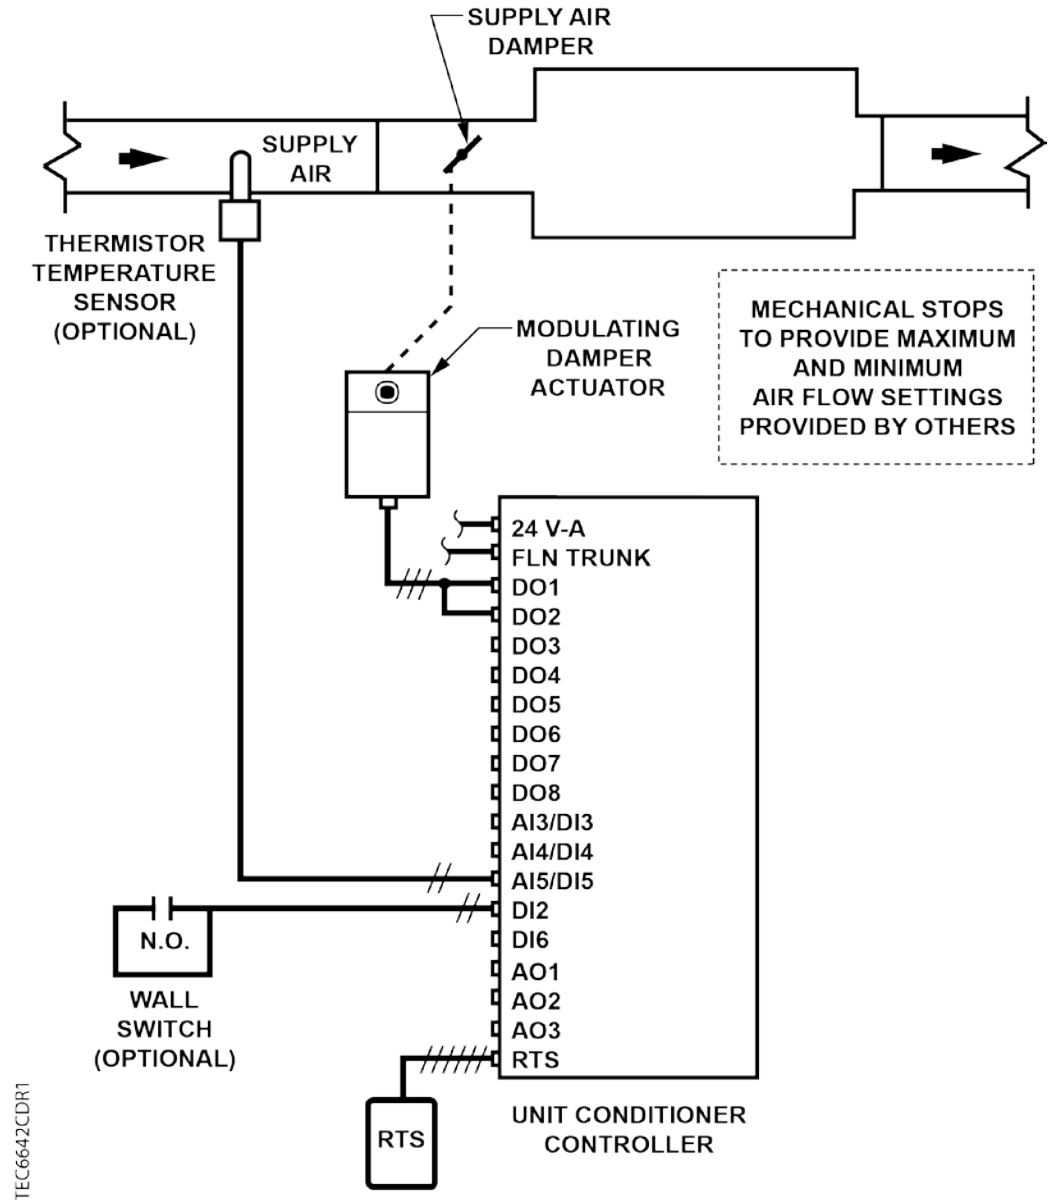 SUPPLY AIR
DAMPER
SUPPLY
AIR
THERMISTOR
TEMPERATURE
SENSOR
(OPTIONAL)
MODULATING
DAMPER
ACTUATOR
MECHANICAL STOPS
TO PROVIDE MAXIMUM
AND MINIMUM
AIR FLOW SETTINGS
PROVIDED BY OTHERS
24 V-A
FLN TRUNK
DO1
DO2
DO3
DO4
DO5
DO6
DO7
DO8
AI3/DI3
AI4/DI4
AI5/DI5
DI2
DI6
AO1
AO2
AO3
RTS
N.O.
WALL
SWITCH
(OPTIONAL)
RTS
UNIT CONDITIONER
CONTROLLER
TEC6642CDR1